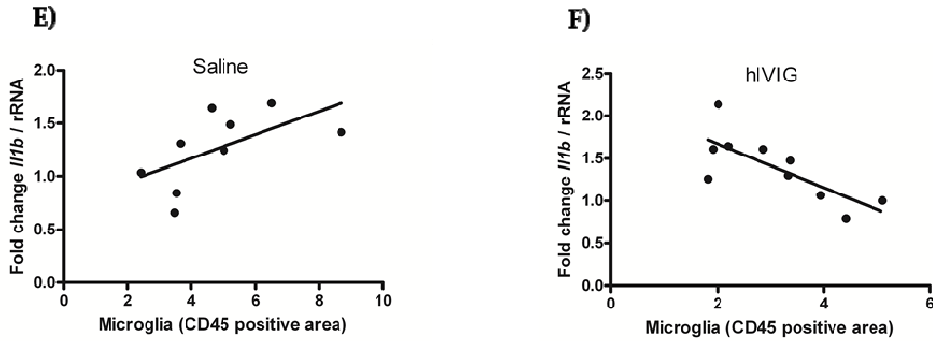 E)
Saline
Fold change Il1b / rRNA
2.0
1.5
1.0
0.5
0.0
0 2 4 6 8 10
Microglia (CD45 positive area)
F)
hIVIG
Fold change Il1b / rRNA
2.5
2.0
1.5
1.0
0.5
0.0
0 2 4 6
Microglia (CD45 positive area)